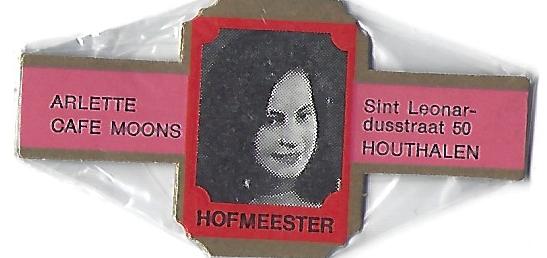 ARLETTE
CAFE MOONS
HOFMEESTER
Sint Leonar-
dusstraat 50
HOUTHALEN